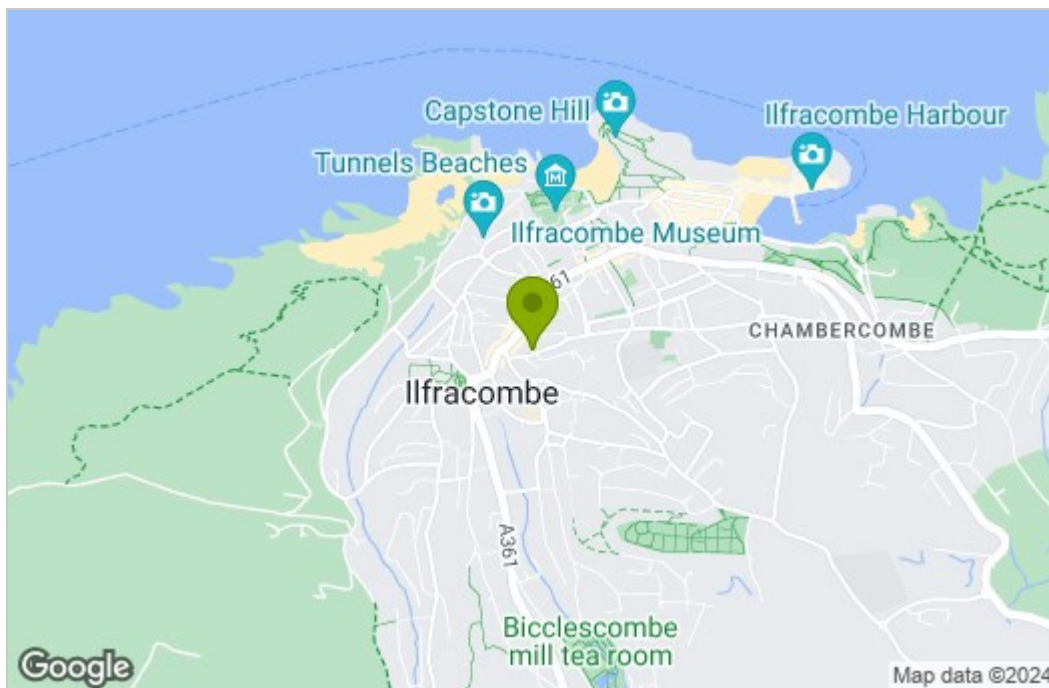 Capstone Hill
Ilfracombe Harbour
Tunnels Beaches
M
Ilfracombe Museum
61
CHAMBERCOMBE
Ilfracombe
A361
Bicclescombe
mill tea room
Google
Map data ©2024